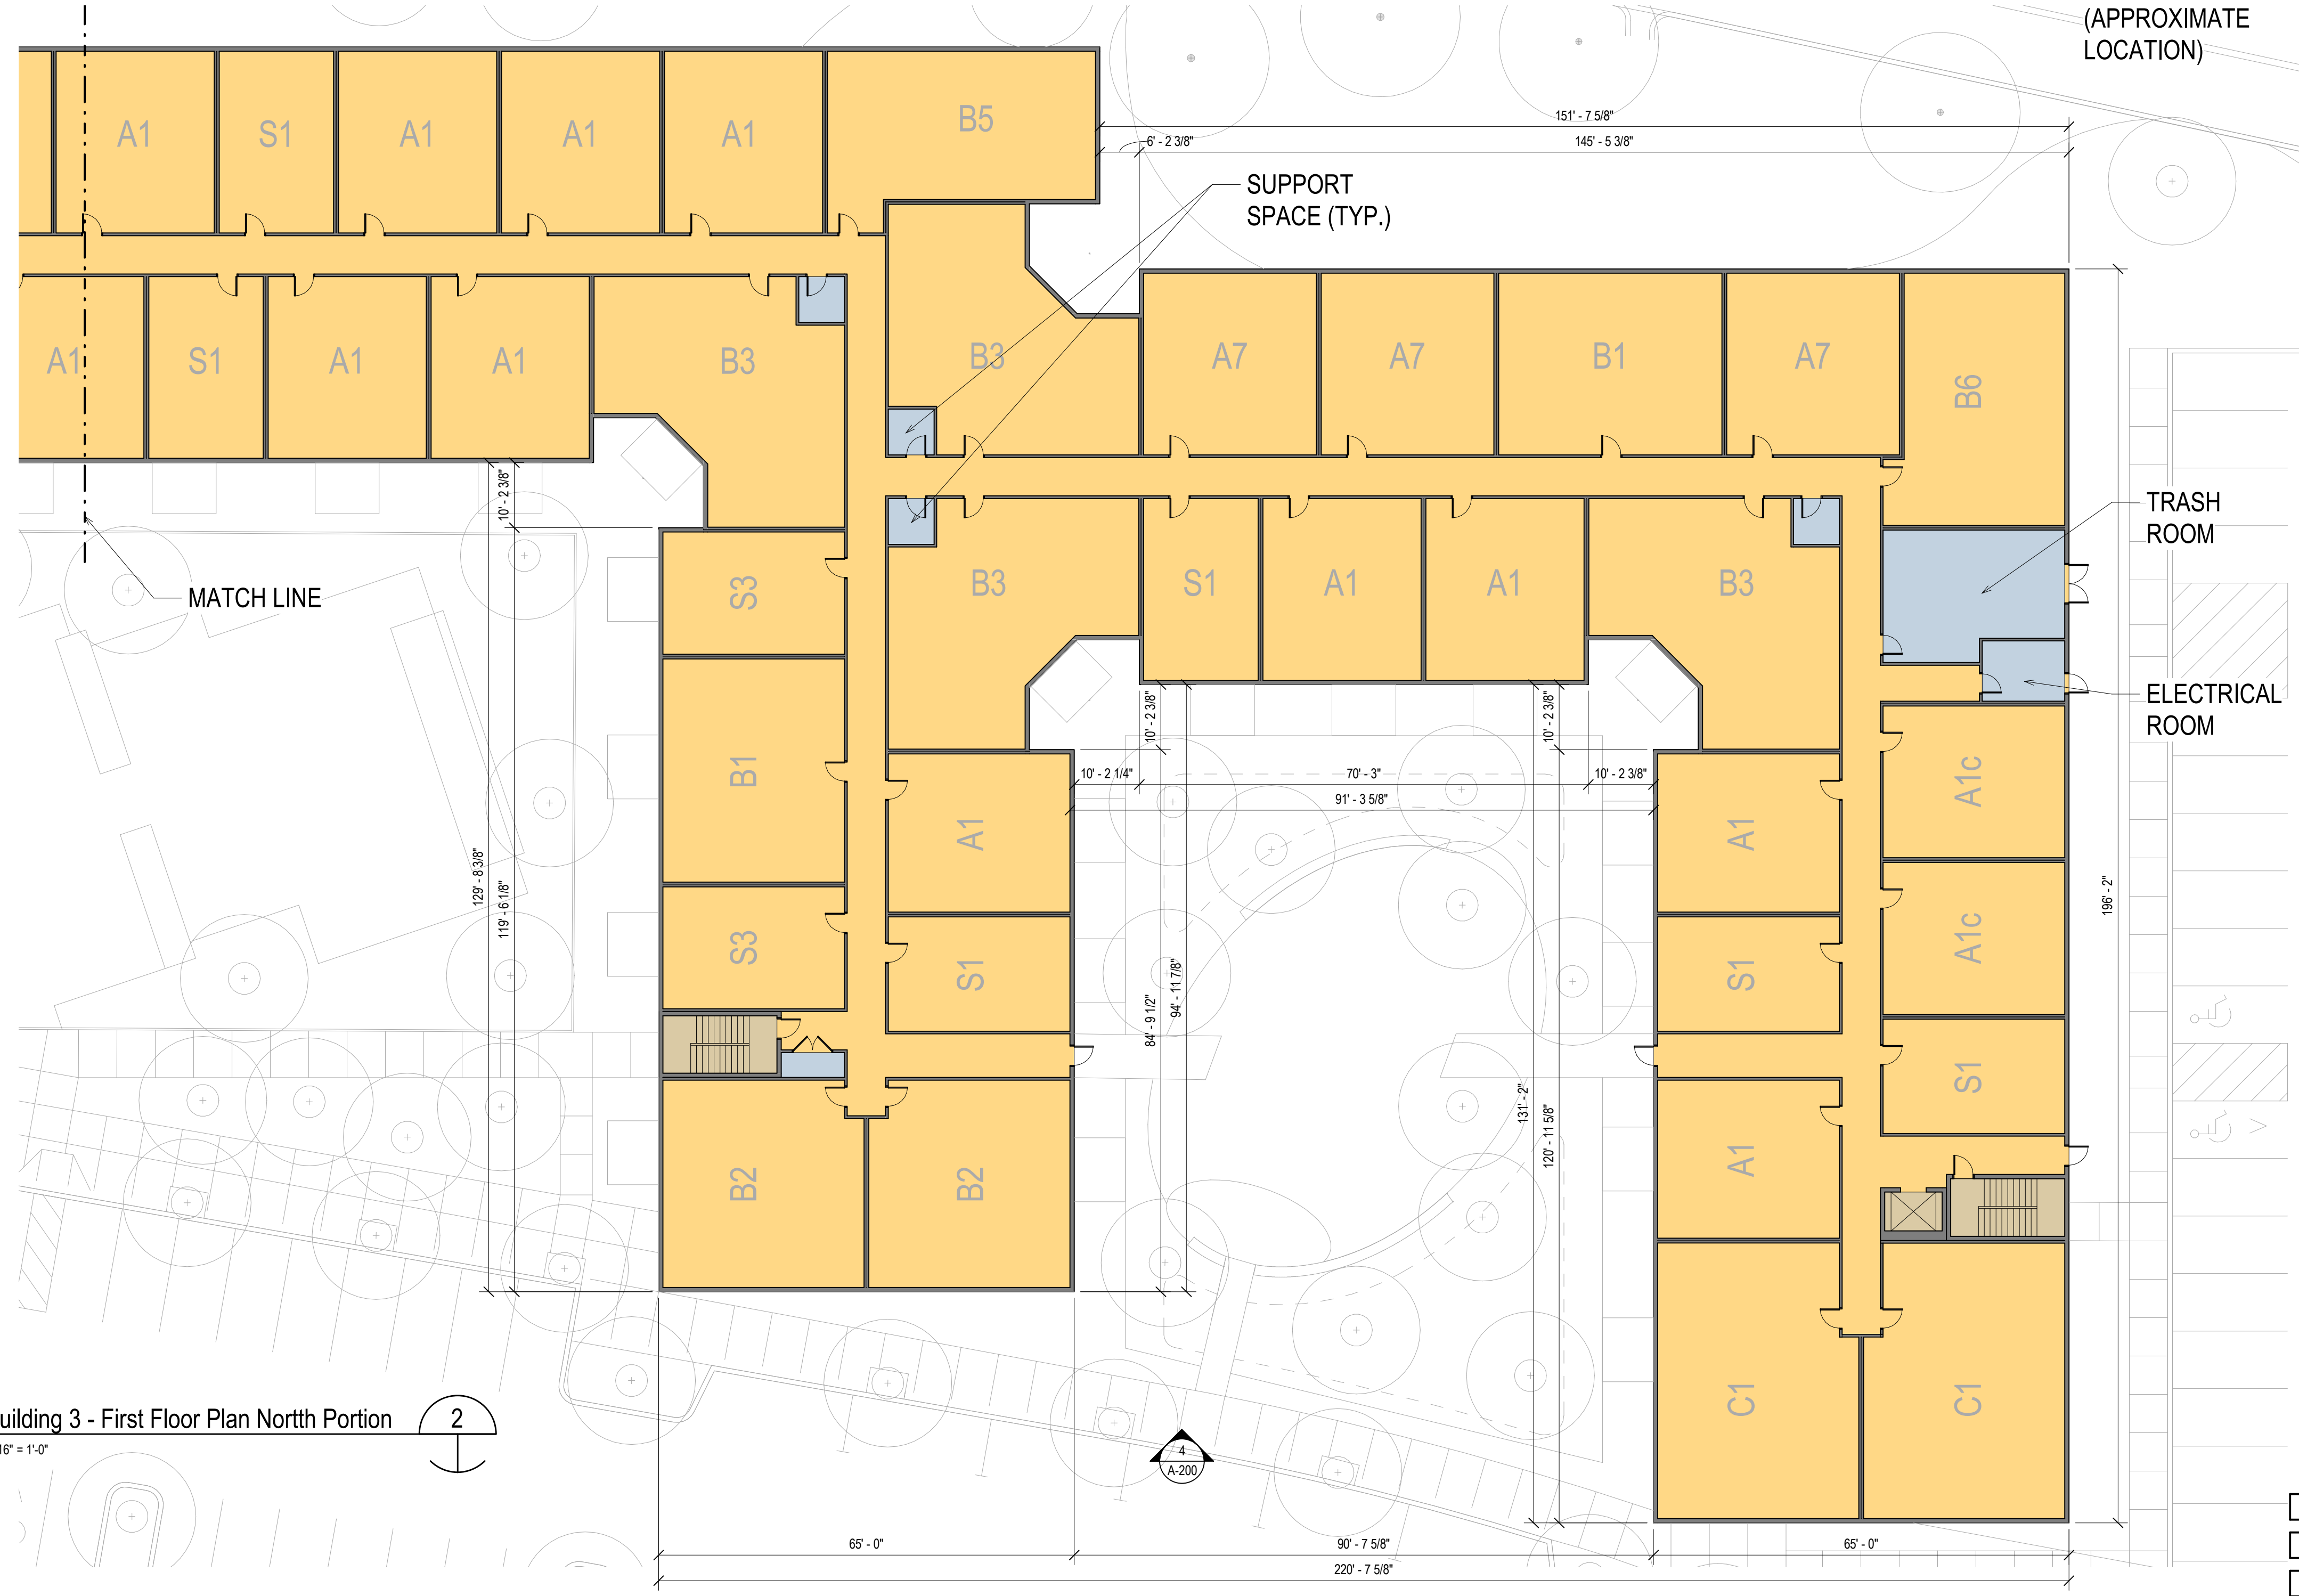 (APPROXIMATE
LOCATION)
151' - 7 5/8"
6' - 2 3/8"
145' - 5 3/8"
A1
S1
A1
A1
A1
B5
SUPPORT
SPACE (TYP.)
A1
S1
A1
A1
B3
B3
A7
A7
B1
A7
B6
10' - 2 3/8"
TRASH
ROOM
MATCH LINE
S3
B3
S1
A1
A1
B3
ELECTRICAL
ROOM
10' - 2 3/8"
10' - 2 3/8"
B1
10' - 2 1/4"
70' - 3"
10' - 2 3/8"
91' - 3 5/8"
A1c
A1
A1
129' - 8 3/8"
119' - 6 1/8"
196' - 2"
S3
S1
S1
A1c
84' - 9 1/2"
94' - 11 7/8"
S1
131' - 2"
120' - 11 5/8"
B2
B2
A1
C1
C1
uilding 3 - First Floor Plan Nortth Portion
2
16" = 1'-0"
4
A-200
65' - 0"
90' - 7 5/8"
65' - 0"
220' - 7 5/8"